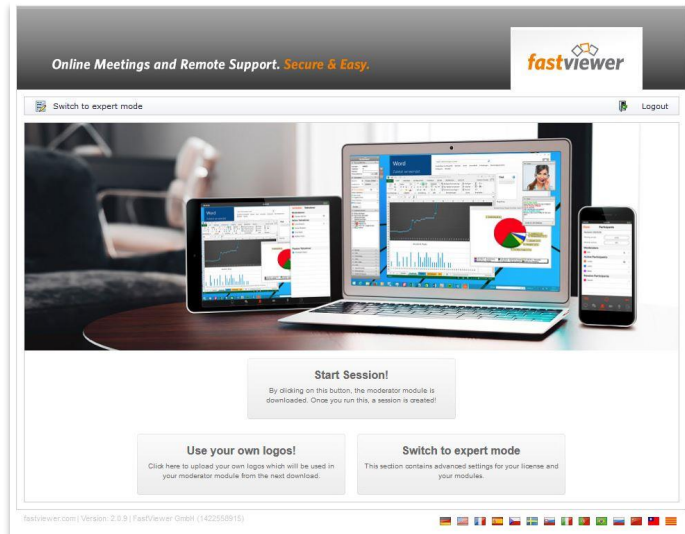 Online Meetings and Remote Support. Secure & Easy.
fastviewer
Switch to expert mode
Logout
Word
Word
Participants
Start Session!
By clicking on this button, the moderator module is
downloaded. Once you run this, a session is created!
Use your own logos!
Click here to upload your own logos which will be used in
your moderator module from the next download.
Switch to expert mode
This section contains advanced settings for your license and
your modules.
fastviewer.com | Version: 2.0.9 | FastViewer GmbH (1422558915)